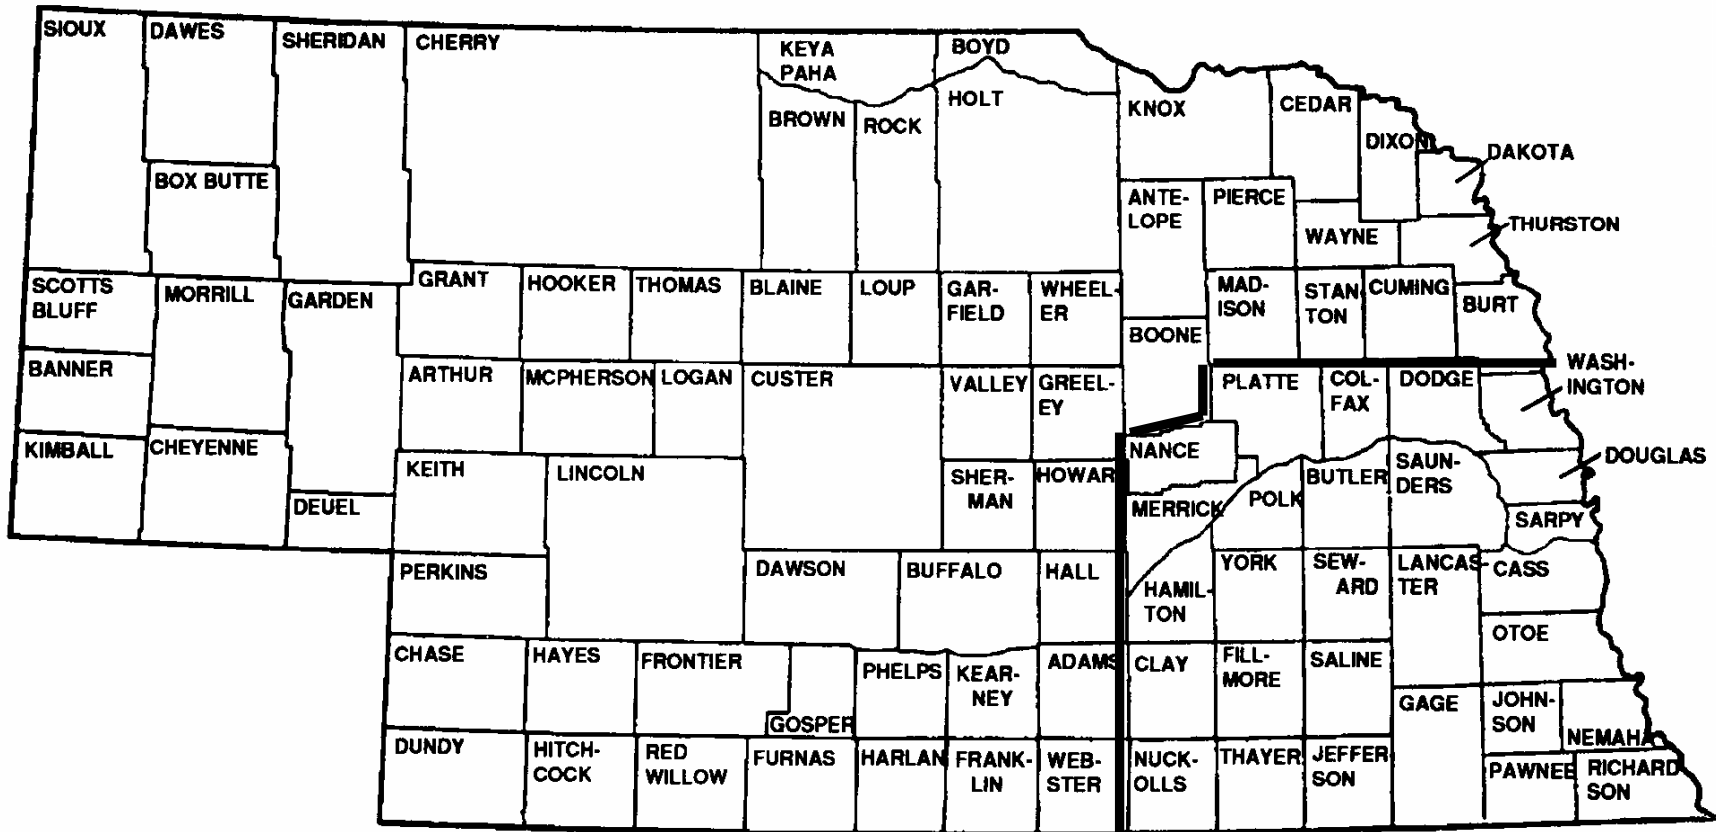 SIOUX
DAWES
SHERIDAN
CHERRY
KEYA
PAHA
BOYD
BROWN
ROCK
HOLT
KNOX
CEDAR
DIXON
DAKOTA
BOX BUTTE
ANTE-
LOPE
PIERCE
WAYNE
THURSTON
SCOTTS
BLUFF
MORRILL
GARDEN
GRANT
HOOKER
THOMAS
BLAINE
LOUP
GAR-
FIELD
WHEEL-
ER
BOONE
MAD-
ISON
STAN
TON
CUMING
BURT
BANNER
ARTHUR
MCPHERSON
LOGAN
CUSTER
VALLEY
GREEL-
EY
PLATTE
COL-
FAX
DODGE
WASH-
INGTON
KIMBALL
CHEYENNE
DEUEL
KEITH
LINCOLN
SHER-
MAN
HOWAR
NANCE
MERRICK
POLK
BUTLER
SAUN-
DERS
DOUGLAS
SARPY
PERKINS
DAWSON
BUFFALO
HALL
HAMIL-
TON
YORK
SEW-
ARD
LANCAS-
TER
CASS
OTOE
CHASE
HAYES
FRONTIER
GOSPER
PHELPS
KEAR-
NEY
ADAMS
CLAY
FILL-
MORE
SALINE
GAGE
JOHN-
SON
NEMAHA
DUNDY
HITCH-
COCK
RED
WILLOW
FURNAS
HARLAN
FRANK-
LIN
WEB-
STER
NUCK-
OLLS
THAYER
JEFFER
SON
PAWNEE
RICHARD
SON